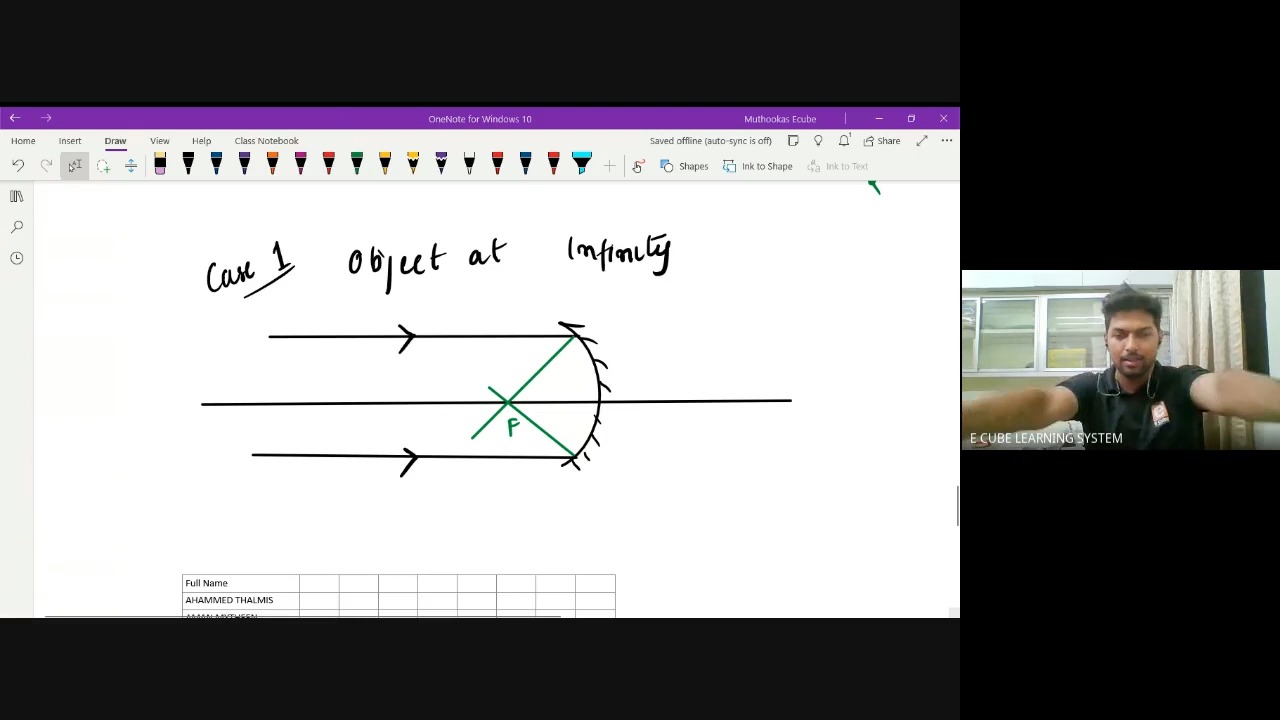 OneNote for Windows 10
Muthookas Ecube
Home Insert Draw View Help Class Notebook
Saved offline (auto-sync is off)
Share
Shapes
Ink to Shape
Ink to Text
Case 1 Object at Infinity
F
Full Name
AHAMMED THALMIS
E CUBE LEARNING SYSTEM